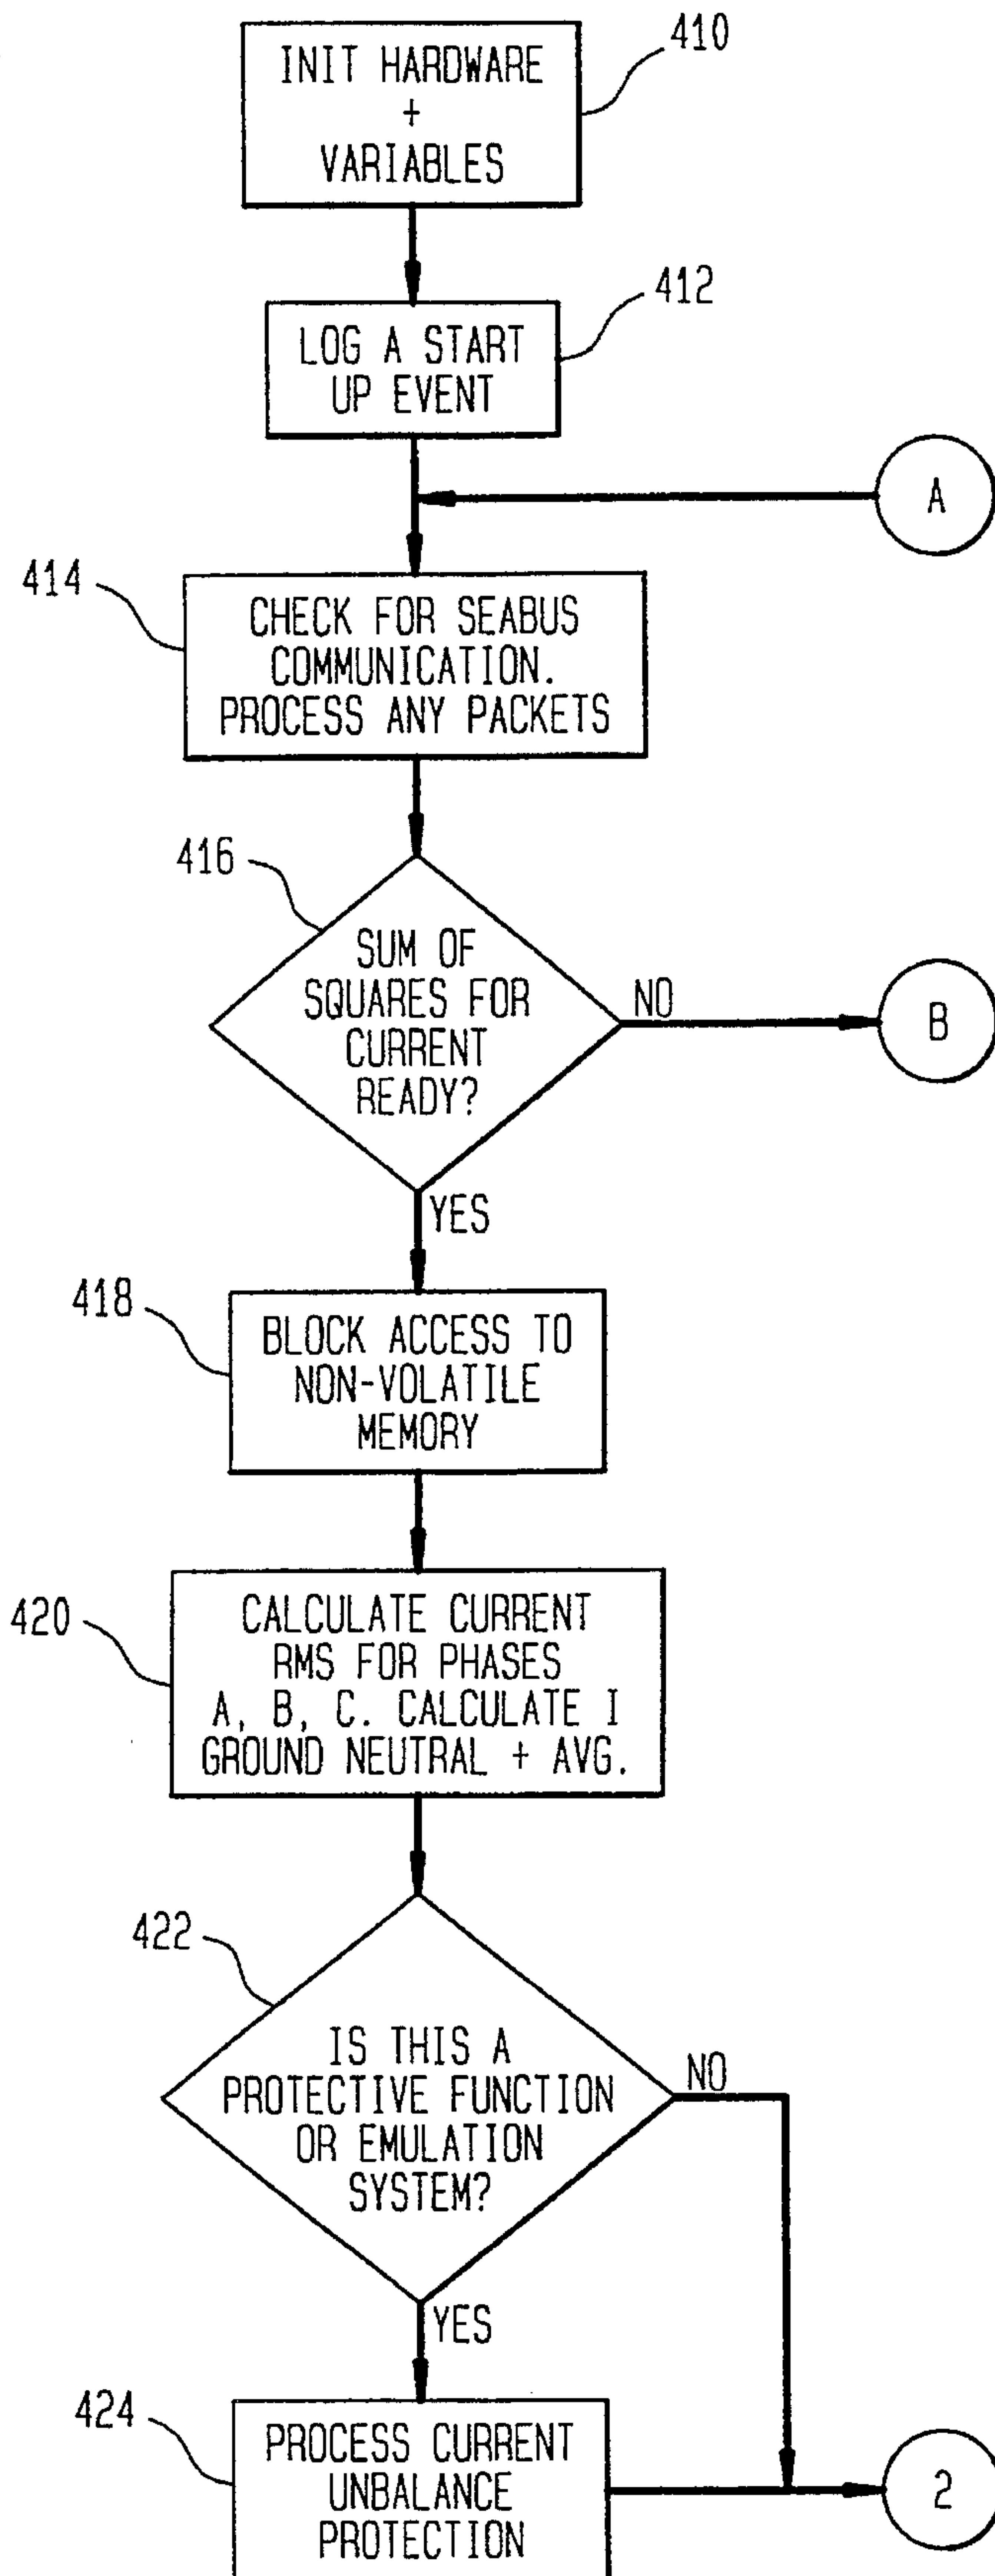 INIT HARDWARE
+
VARIABLES
410
LOG A START
UP EVENT
412
A
414
CHECK FOR SEABUS
COMMUNICATION.
PROCESS ANY PACKETS
416
SUM OF
SQUARES FOR
CURRENT
READY?
NO
B
YES
418
BLOCK ACCESS TO
NON-VOLATILE
MEMORY
420
CALCULATE CURRENT
RMS FOR PHASES
A, B, C. CALCULATE I
GROUND NEUTRAL + AVG.
422
IS THIS A
PROTECTIVE FUNCTION
OR EMULATION
SYSTEM?
NO
YES
424
PROCESS CURRENT
UNBALANCE
PROTECTION
2